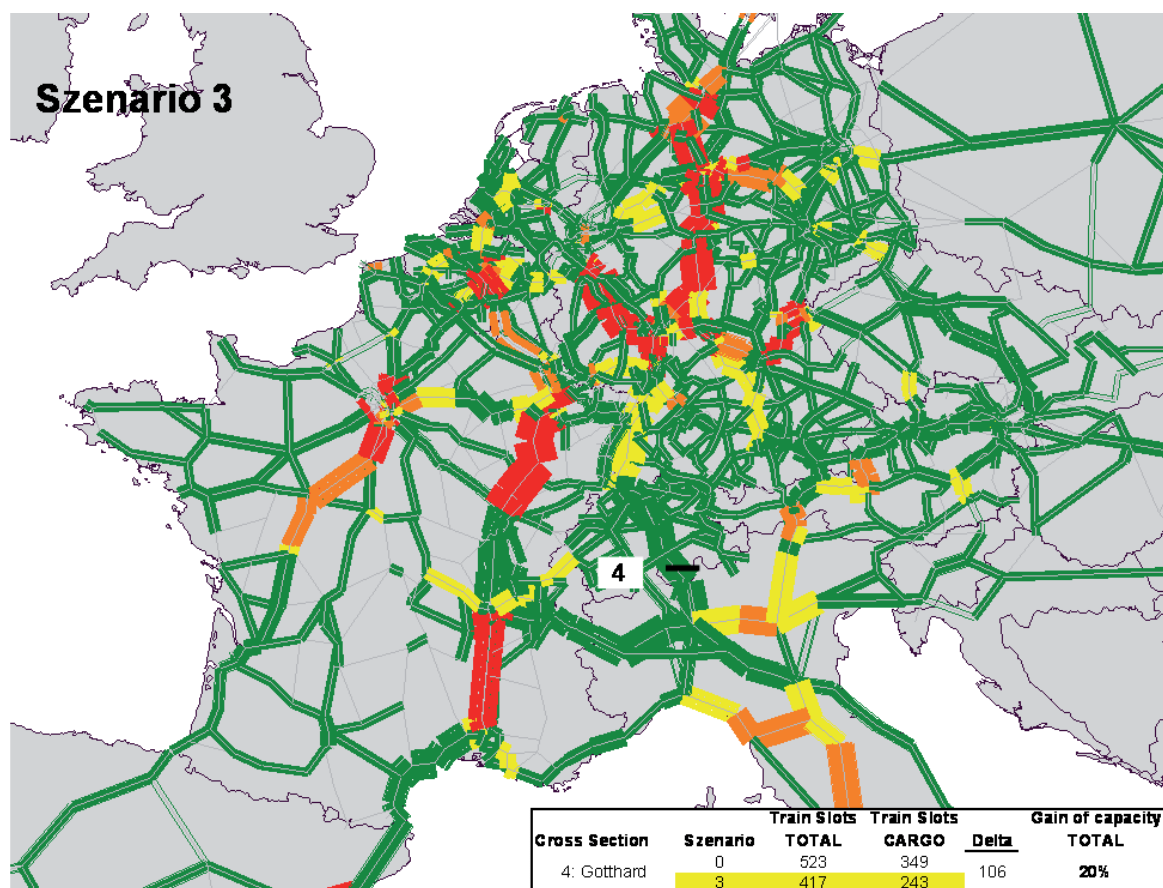 Szenario 3
4
Train Slots Train Slots Gain of capacity
Cross Section Szenario TOTAL CARGO Delta TOTAL
4: Gotthard 0 523 349 106 20%
3 417 243